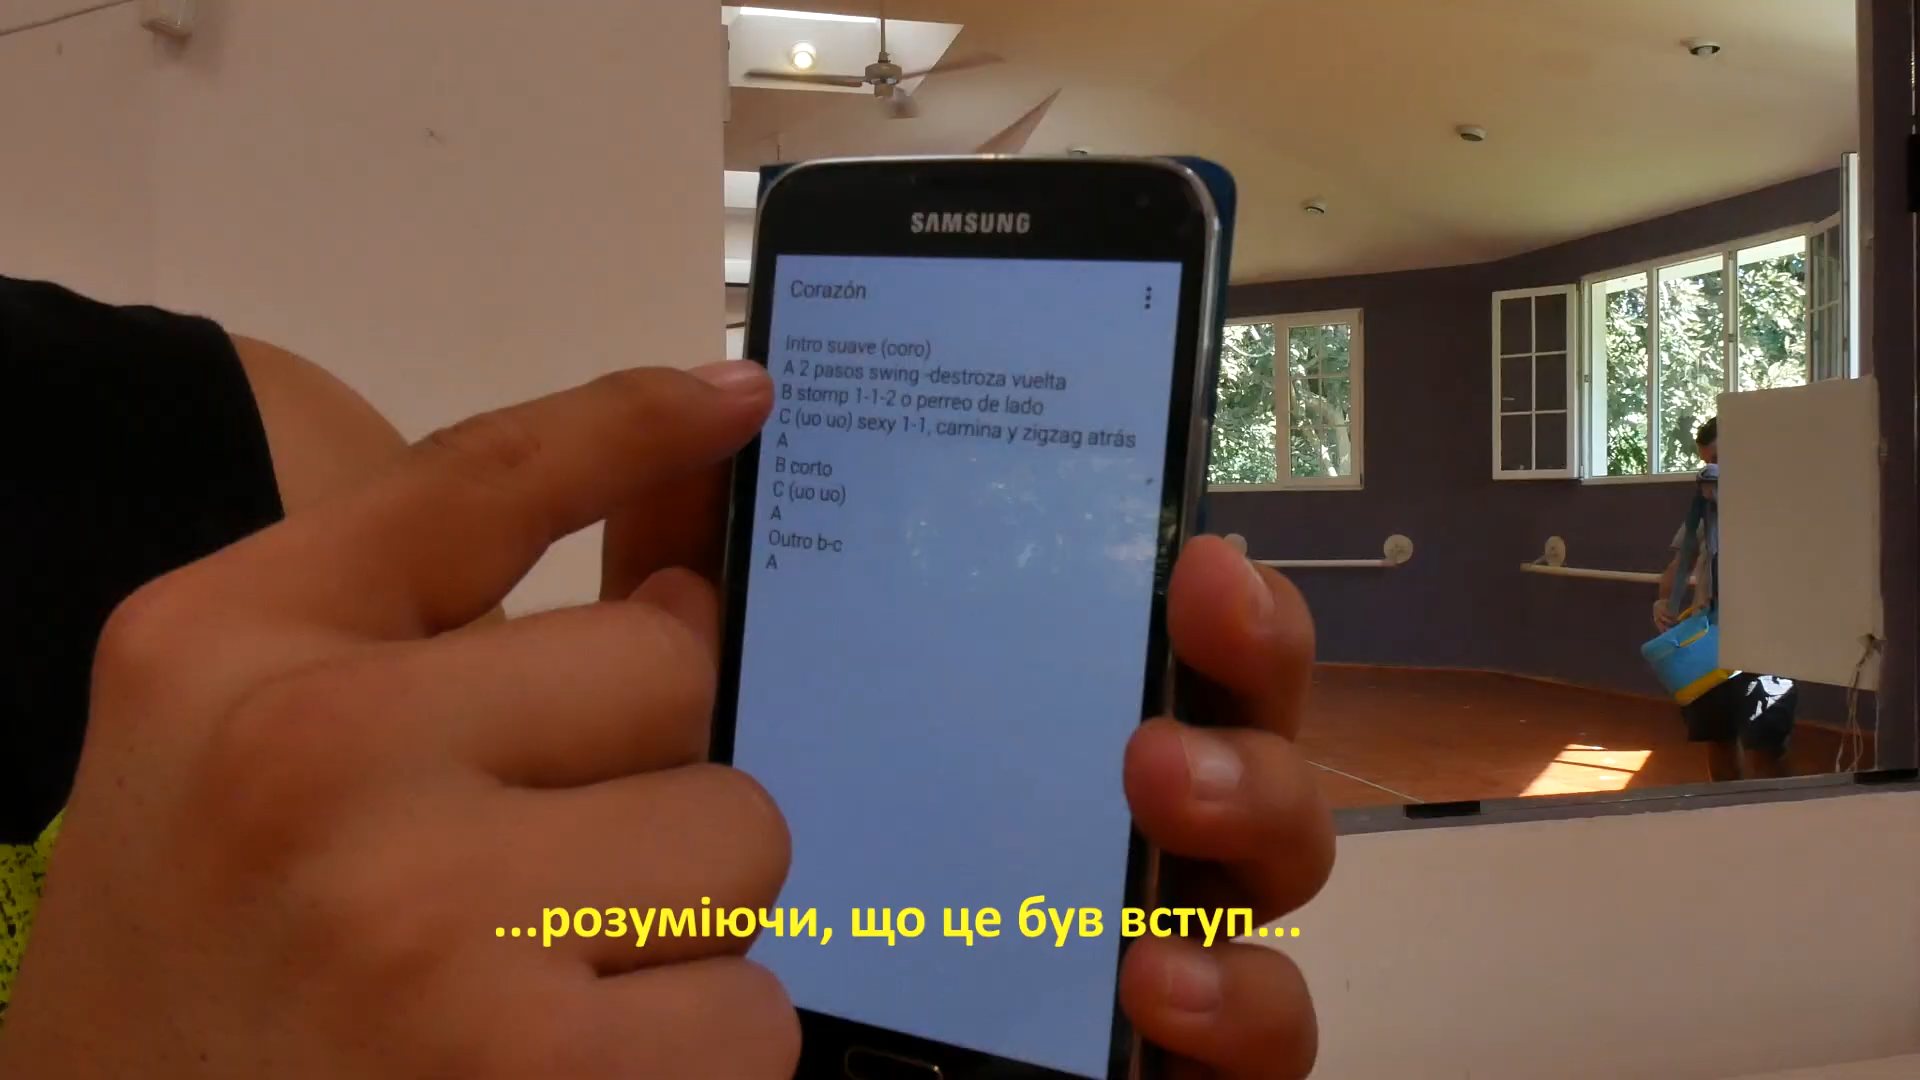 SAMSUNG
Corazón
Intro suave (coro)
A 2 pasos swing -destroza vuelta
B stomp 1-1-2 o perreo de lado
C (uo uo) sexy 1-1, camina y zigzag atrás
A
B corto
C (uo uo)
A
Outro b-c
A
...розуміючи, що це був вступ...